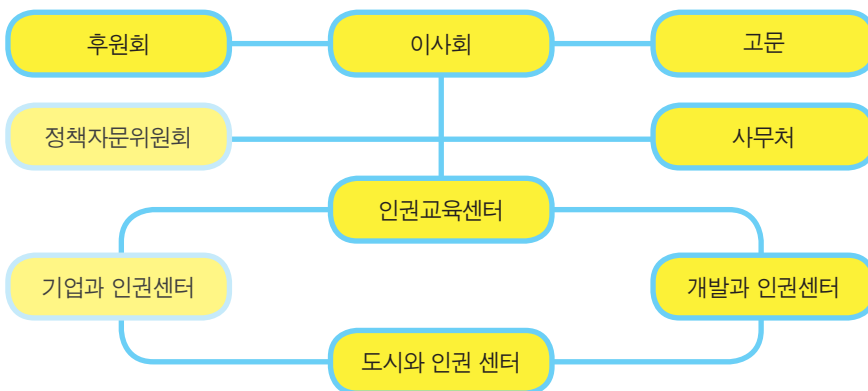 후원회
이사회
고문
정책자문위원회
사무처
인권교육센터
기업과 인권센터
개발과 인권센터
도시와 인권 센터